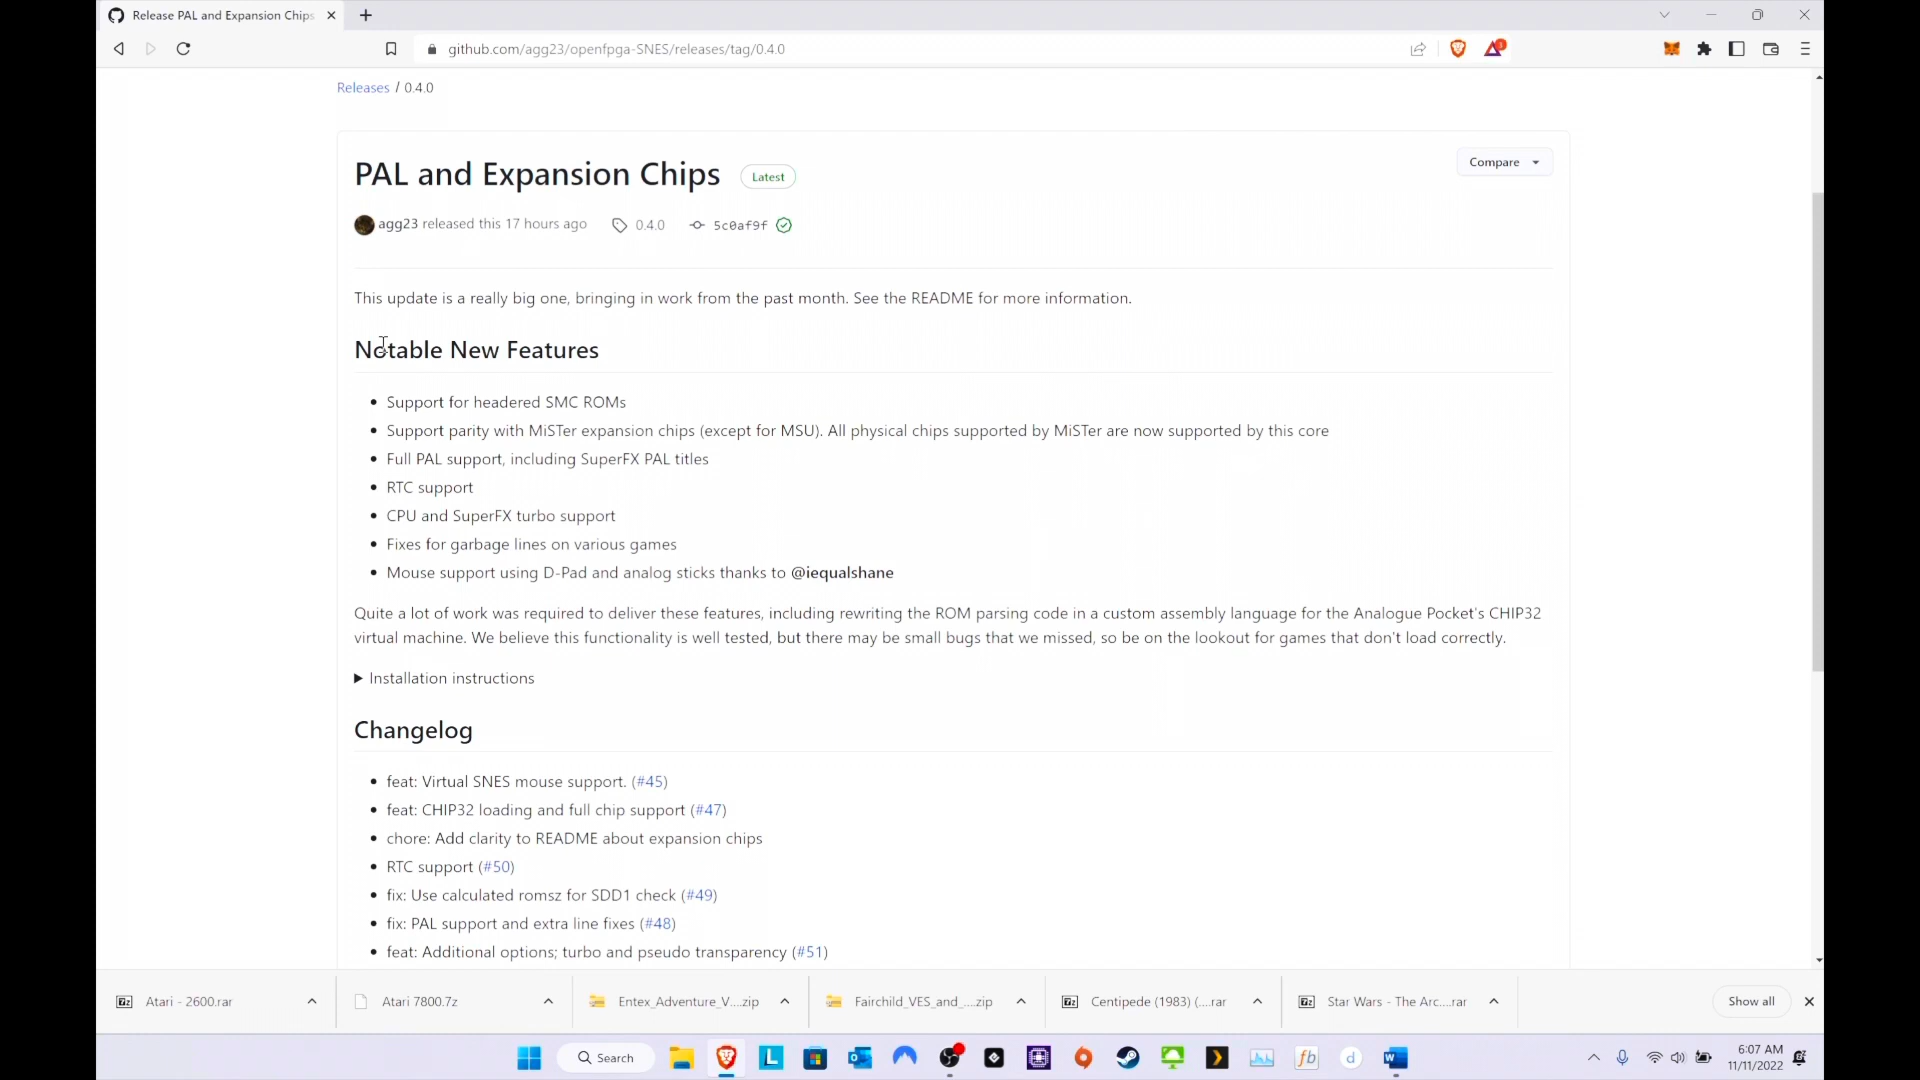 Release PAL and Expansion Chips
github.com/agg23/openfpga-SNES/releases/tag/0.4.0
Releases / 0.4.0
PAL and Expansion Chips Latest
Compare
agg23 released this 17 hours ago 0.4.0 5c0af9f
This update is a really big one, bringing in work from the past month. See the README for more information.
Notable New Features
Support for headered SMC ROMs
Support parity with MiSTer expansion chips (except for MSU). All physical chips supported by MiSTer are now supported by this core
Full PAL support, including SuperFX PAL titles
RTC support
CPU and SuperFX turbo support
Fixes for garbage lines on various games
Mouse support using D-Pad and analog sticks thanks to @iequalshane
Quite a lot of work was required to deliver these features, including rewriting the ROM parsing code in a custom assembly language for the Analogue Pocket's CHIP32
virtual machine. We believe this functionality is well tested, but there may be small bugs that we missed, so be on the lookout for games that don't load correctly.
Installation instructions
Changelog
feat: Virtual SNES mouse support. (#45)
feat: CHIP32 loading and full chip support (#47)
chore: Add clarity to README about expansion chips
RTC support (#50)
fix: Use calculated romsz for SDD1 check (#49)
fix: PAL support and extra line fixes (#48)
feat: Additional options; turbo and pseudo transparency (#51)
7z Atari - 2600.rar
Atari 7800.7z
Entex_Adventure_V....zip
Fairchild_VES_and_....zip
7z Centipede (1983) (....rar
7z Star Wars - The Arc....rar
Show all
Search
L
fb
d
W
6:07 AM
11/11/2022